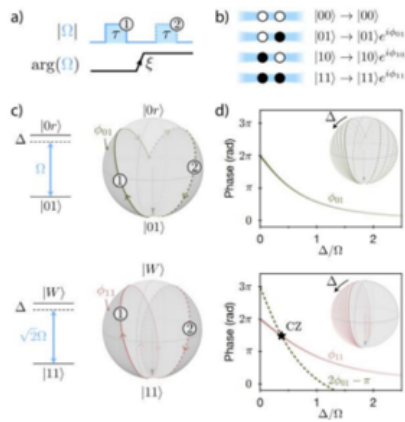 a)
|Ω|
τ
①
τ
②
arg(Ω)
ξ
b)
|00⟩ → |00⟩
|01⟩ → |01⟩e^{iϕ₀₁}
|10⟩ → |10⟩e^{iϕ₁₀}
|11⟩ → |11⟩e^{iϕ₁₁}
c)
|0r⟩
Δ
Ω
|01⟩
ϕ₀₁
|0r⟩
①
②
|01⟩
|W⟩
Δ
√2Ω
|11⟩
ϕ₁₁
|W⟩
①
②
|11⟩
d)
Phase (rad)
3π
2π
π
0
Δ
ϕ₀₁
0
1
2
Δ/Ω
Phase (rad)
3π
2π
π
0
Δ
CZ
ϕ₁₁
2ϕ₀₁ − π
0
1
2
Δ/Ω